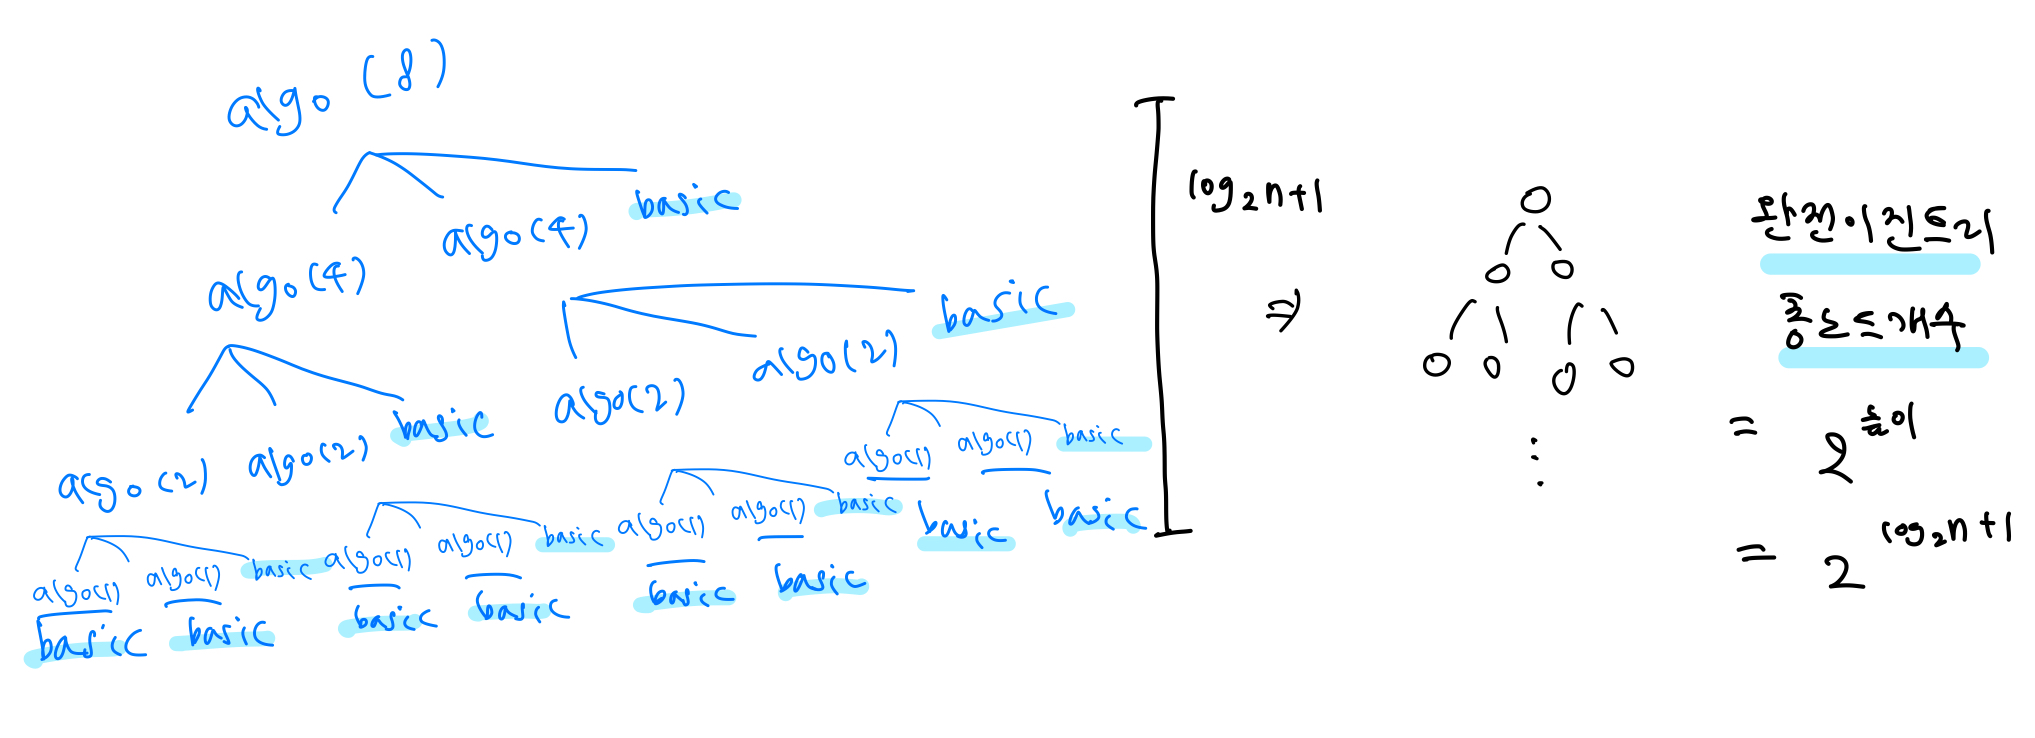 algo (8)
algo(4) algo(4) basic
algo(2) algo(2) basic algo(2) algo(2) basic
algo(1) algo(1) basic algo(1) algo(1) basic algo(1) algo(1) basic algo(1) algo(1) basic
basic basic basic basic basic basic basic basic
log₂n+1
⇒
완전이진트리
총노드개수
= 2^높이
= 2^log₂n+1